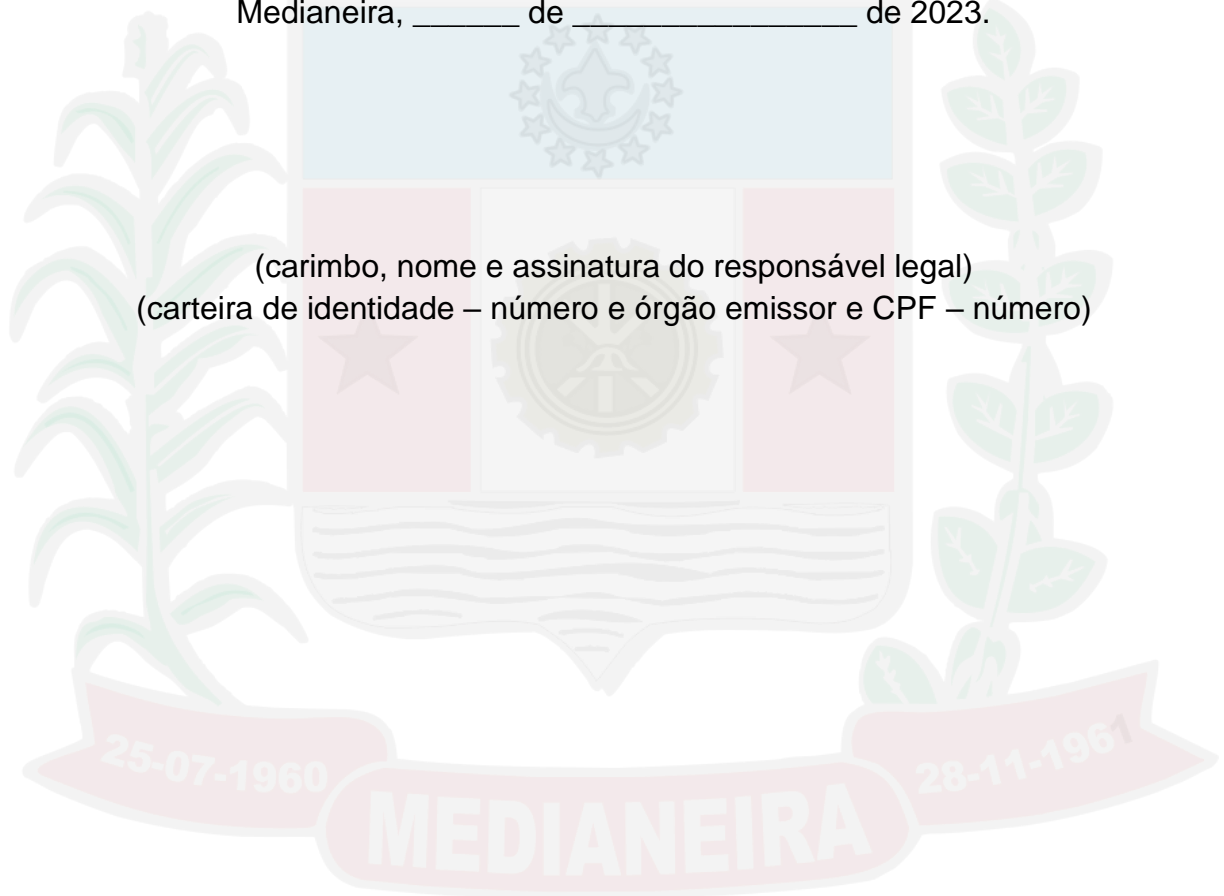 Medianeira, ______ de ________________ de 2023.
(carimbo, nome e assinatura do responsável legal)
(carteira de identidade – número e órgão emissor e CPF – número)
25-07-1960
28-11-1961
MEDIANEIRA